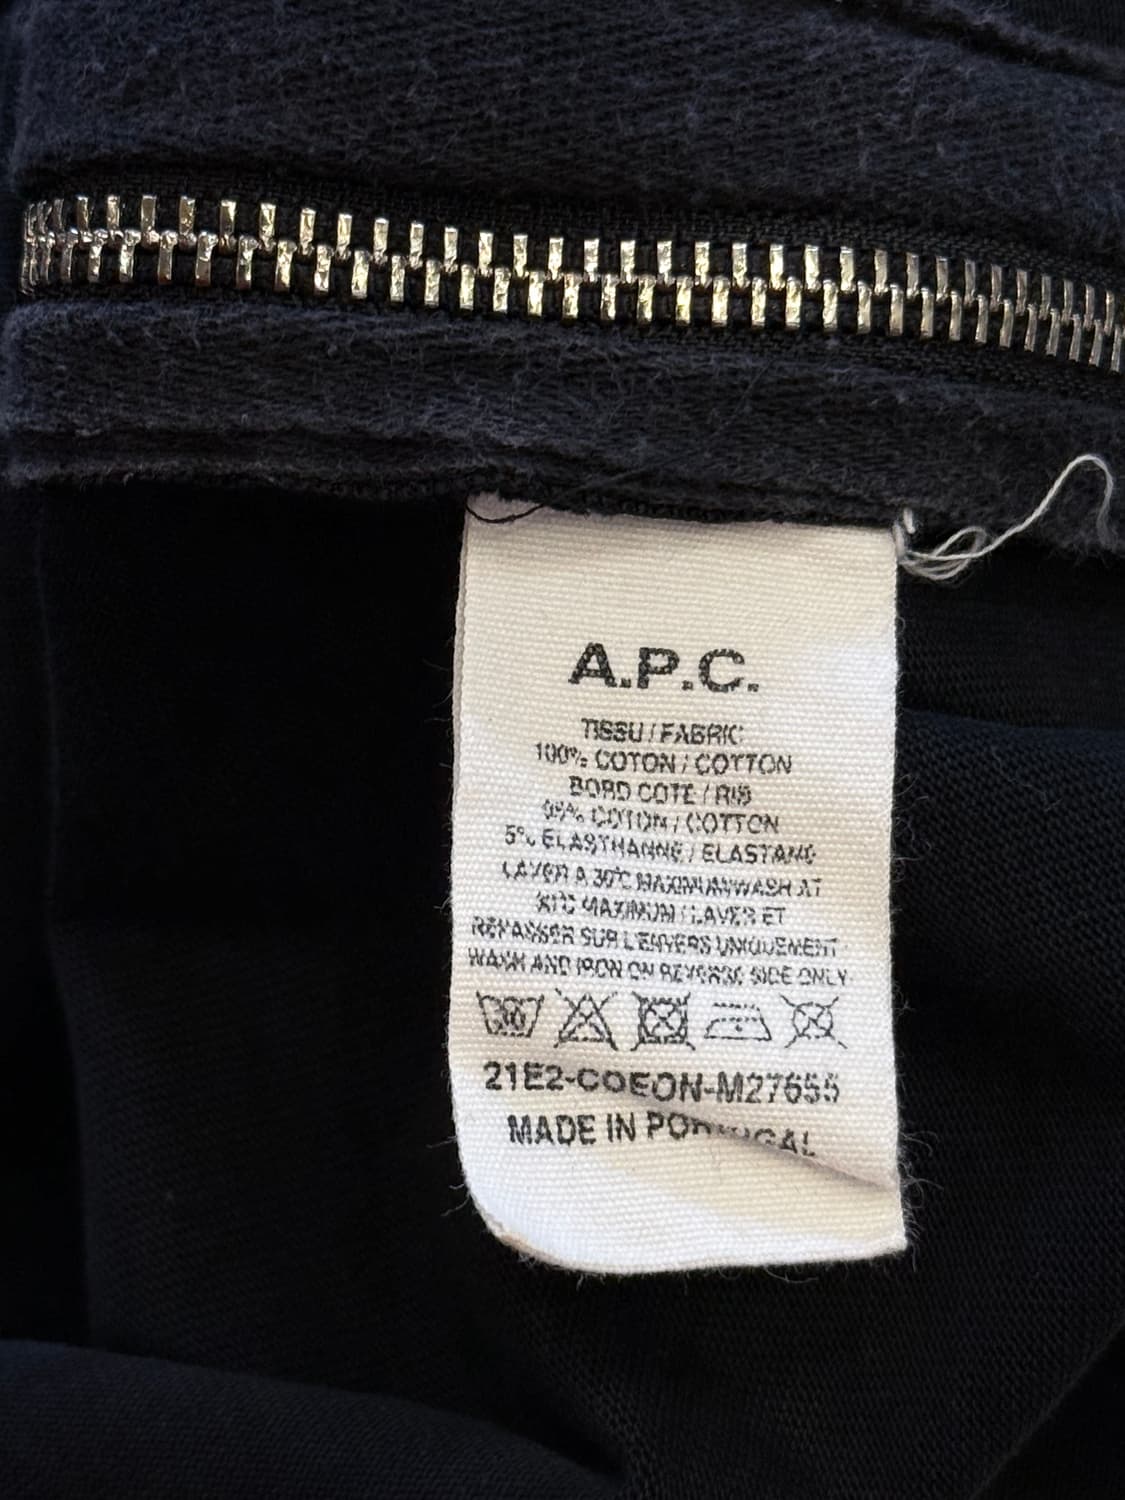 A.P.C.
TISSU / FABRIC
100% COTON / COTTON
BORD COTE / RIB
95% COTON / COTTON
5% ELASTHANNE / ELASTANE
LAVER A 30°C MAXIMUM/WASH AT
30°C MAXIMUM / LAVER ET
REPASSER SUR L'ENVERS UNIQUEMENT
WASH AND IRON ON REVERSE SIDE ONLY
30
21E2-COEON-M27655
MADE IN PORTUGAL